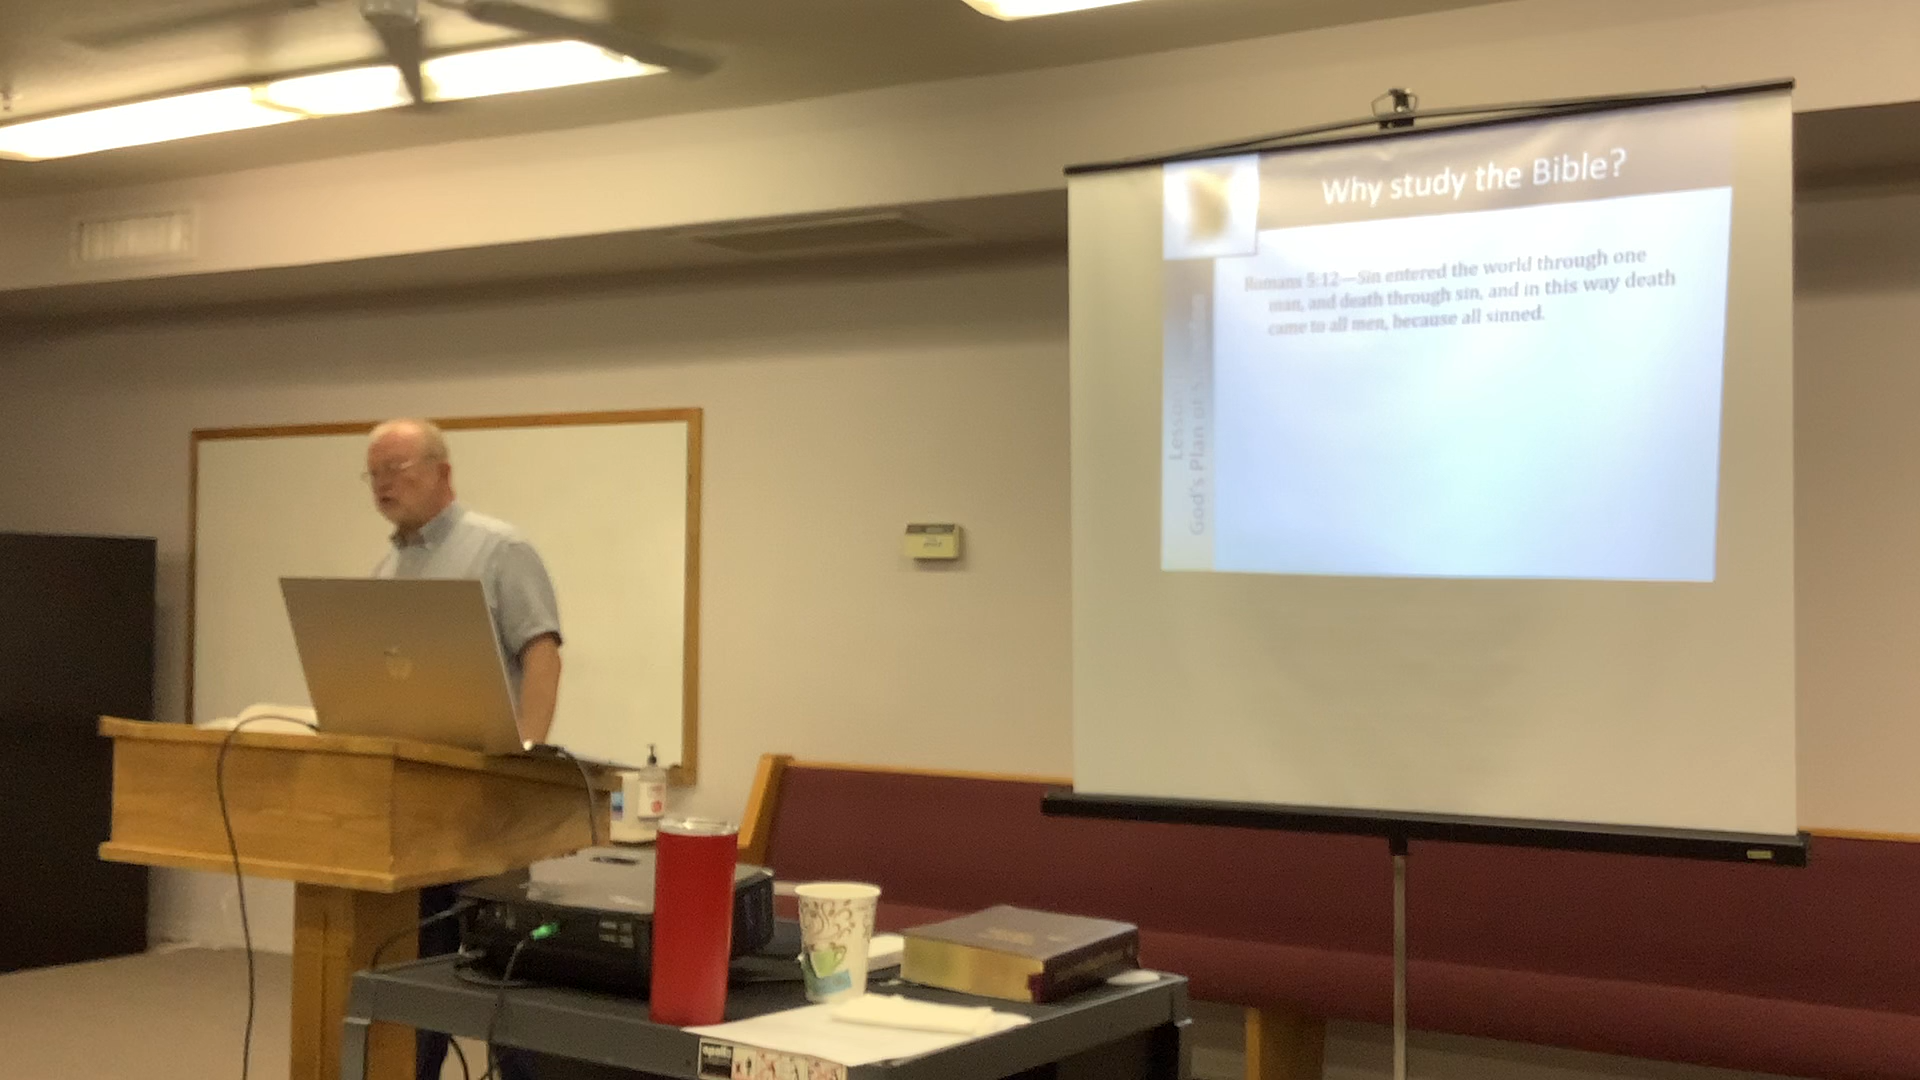 Why study the Bible?
Romans 5:12—Sin entered the world through one
man, and death through sin, and in this way death
came to all men, because all sinned.
Lesson
God's Plan of